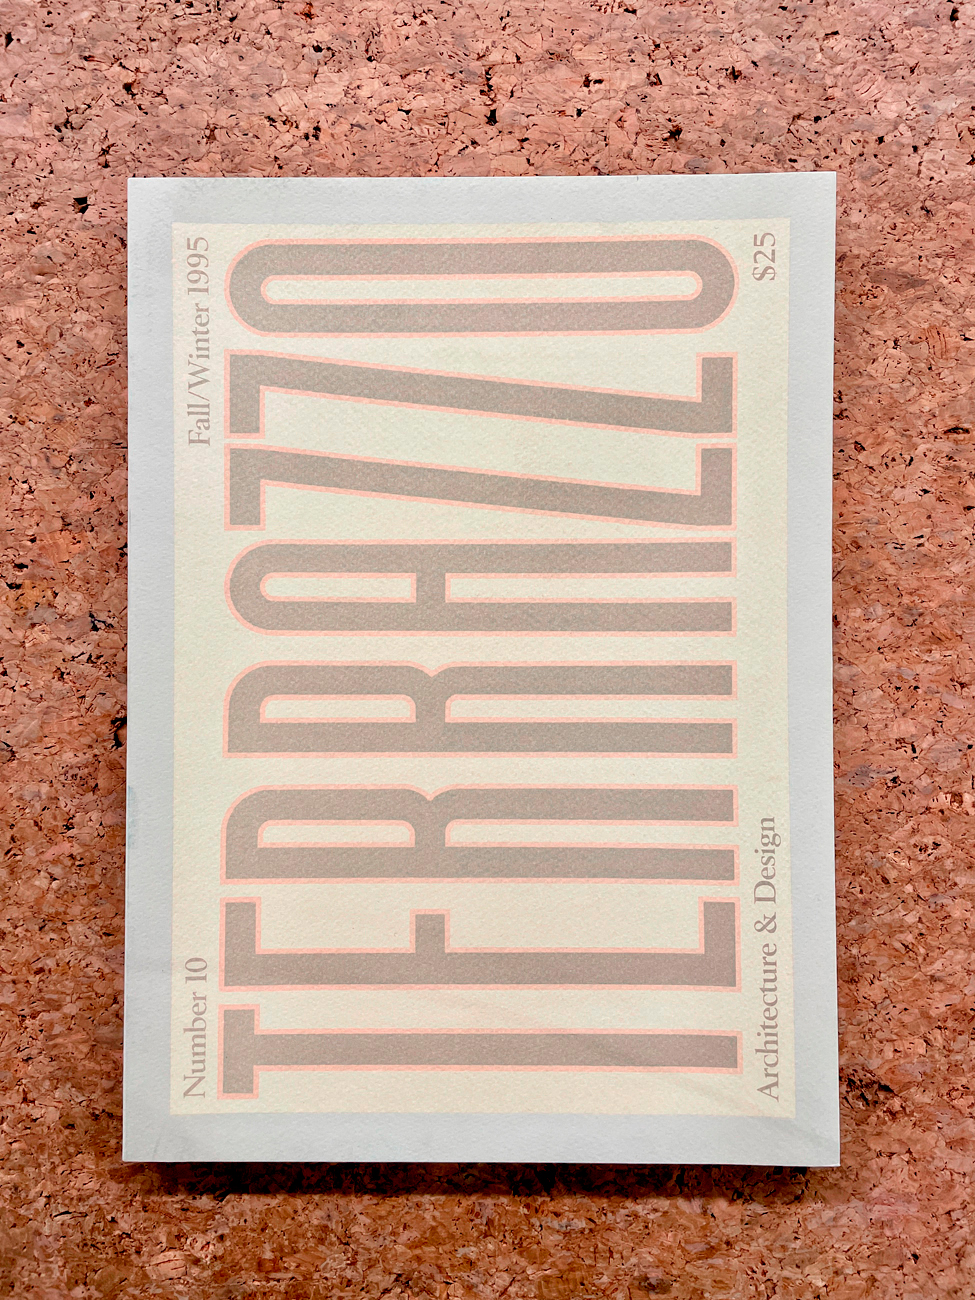 Number 10 Fall/Winter 1995
TERRAZZO
Architecture & Design $25